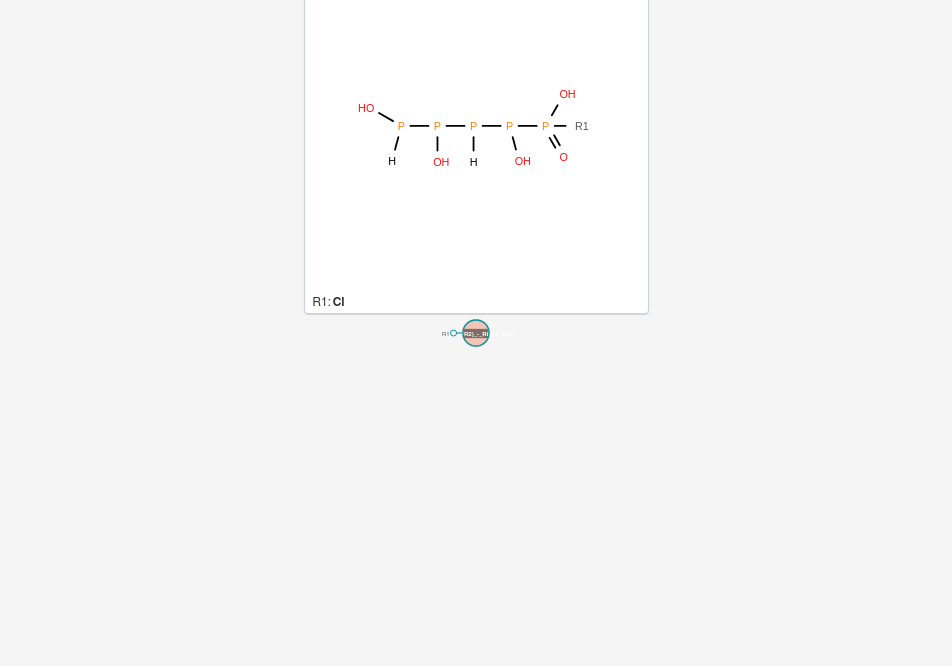 OH
HO
P P P P P R1
H OH H OH O
R1: Cl
R1